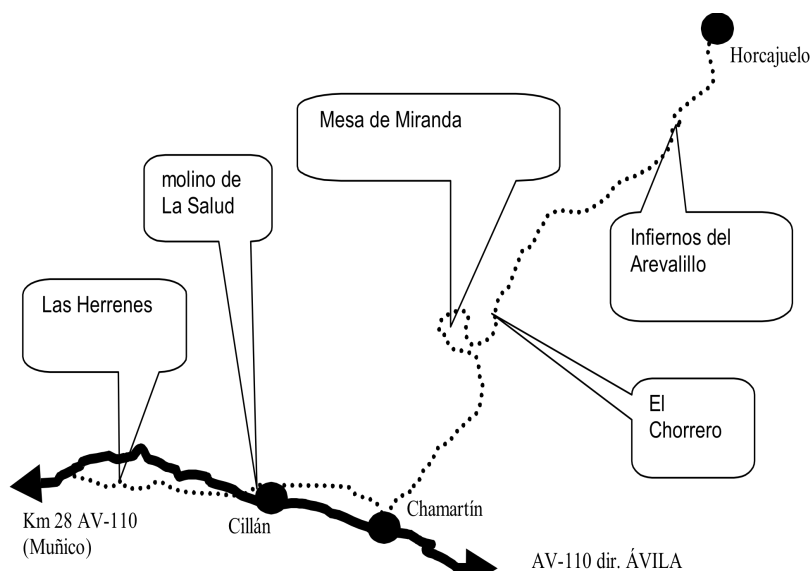 Horcajuelo
Mesa de Miranda
molino de
La Salud
Infiernos del
Arevalillo
Las Herrenes
El
Chorrero
Km 28 AV-110
(Muñico)
Cillán
Chamartín
AV-110 dir. ÁVILA